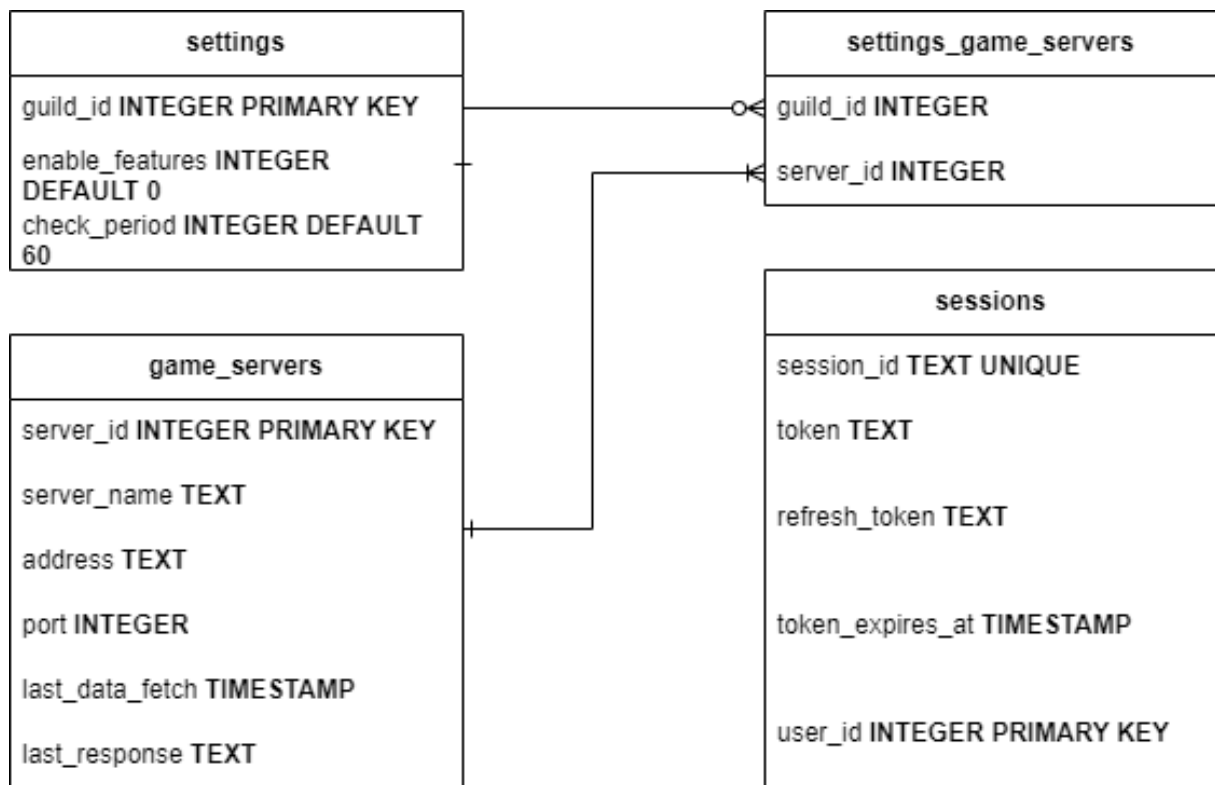 settings
guild_id INTEGER PRIMARY KEY
enable_features INTEGER
DEFAULT 0
check_period INTEGER DEFAULT
60
settings_game_servers
guild_id INTEGER
server_id INTEGER
game_servers
server_id INTEGER PRIMARY KEY
server_name TEXT
address TEXT
port INTEGER
last_data_fetch TIMESTAMP
last_response TEXT
sessions
session_id TEXT UNIQUE
token TEXT
refresh_token TEXT
token_expires_at TIMESTAMP
user_id INTEGER PRIMARY KEY